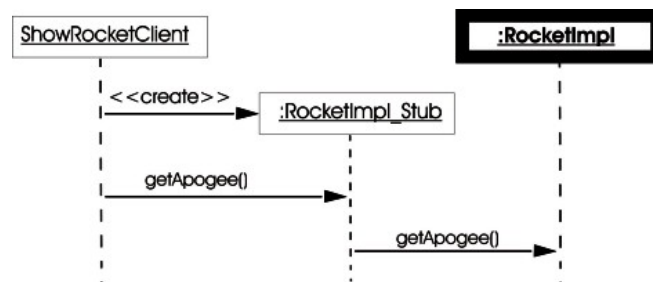 ShowRocketClient
:RocketImpl
<<create>>
:RocketImpl_Stub
getApogee()
getApogee()